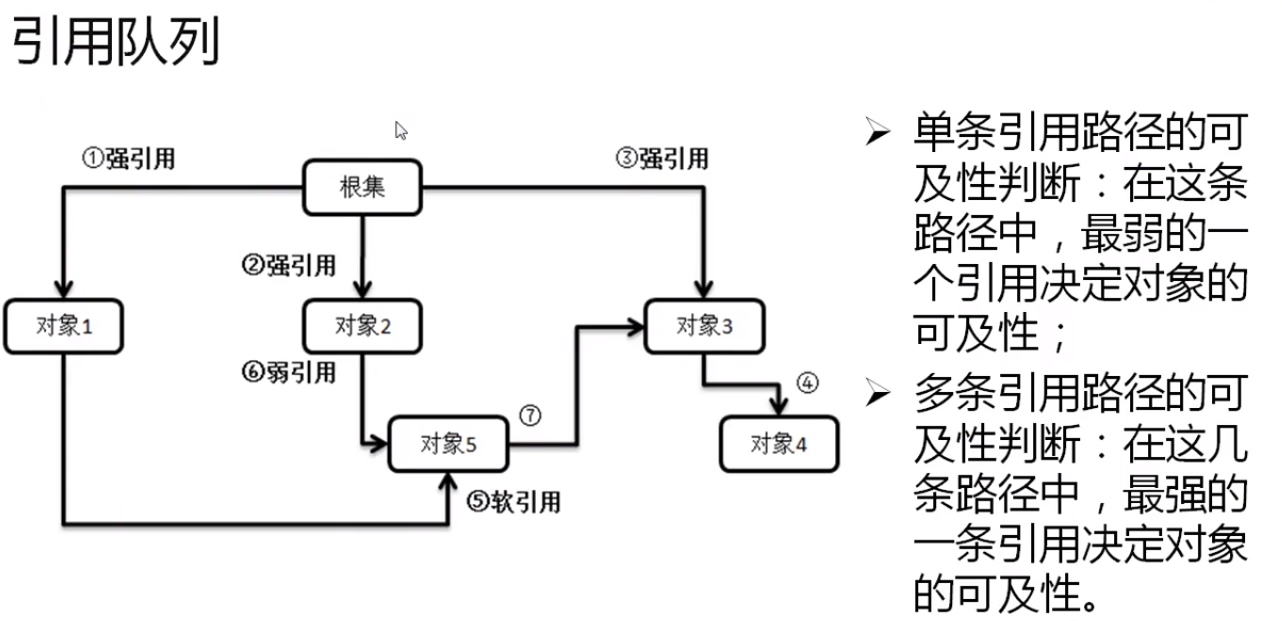 引用队列
①强引用
③强引用
根集
②强引用
对象1
对象2
对象3
⑥弱引用
④
⑦
对象5
对象4
⑤软引用
➢ 单条引用路径的可
及性判断：在这条
路径中，最弱的一
个引用决定对象的
可及性；
➢ 多条引用路径的可
及性判断：在这几
条路径中，最强的
一条引用决定对象
的可及性。